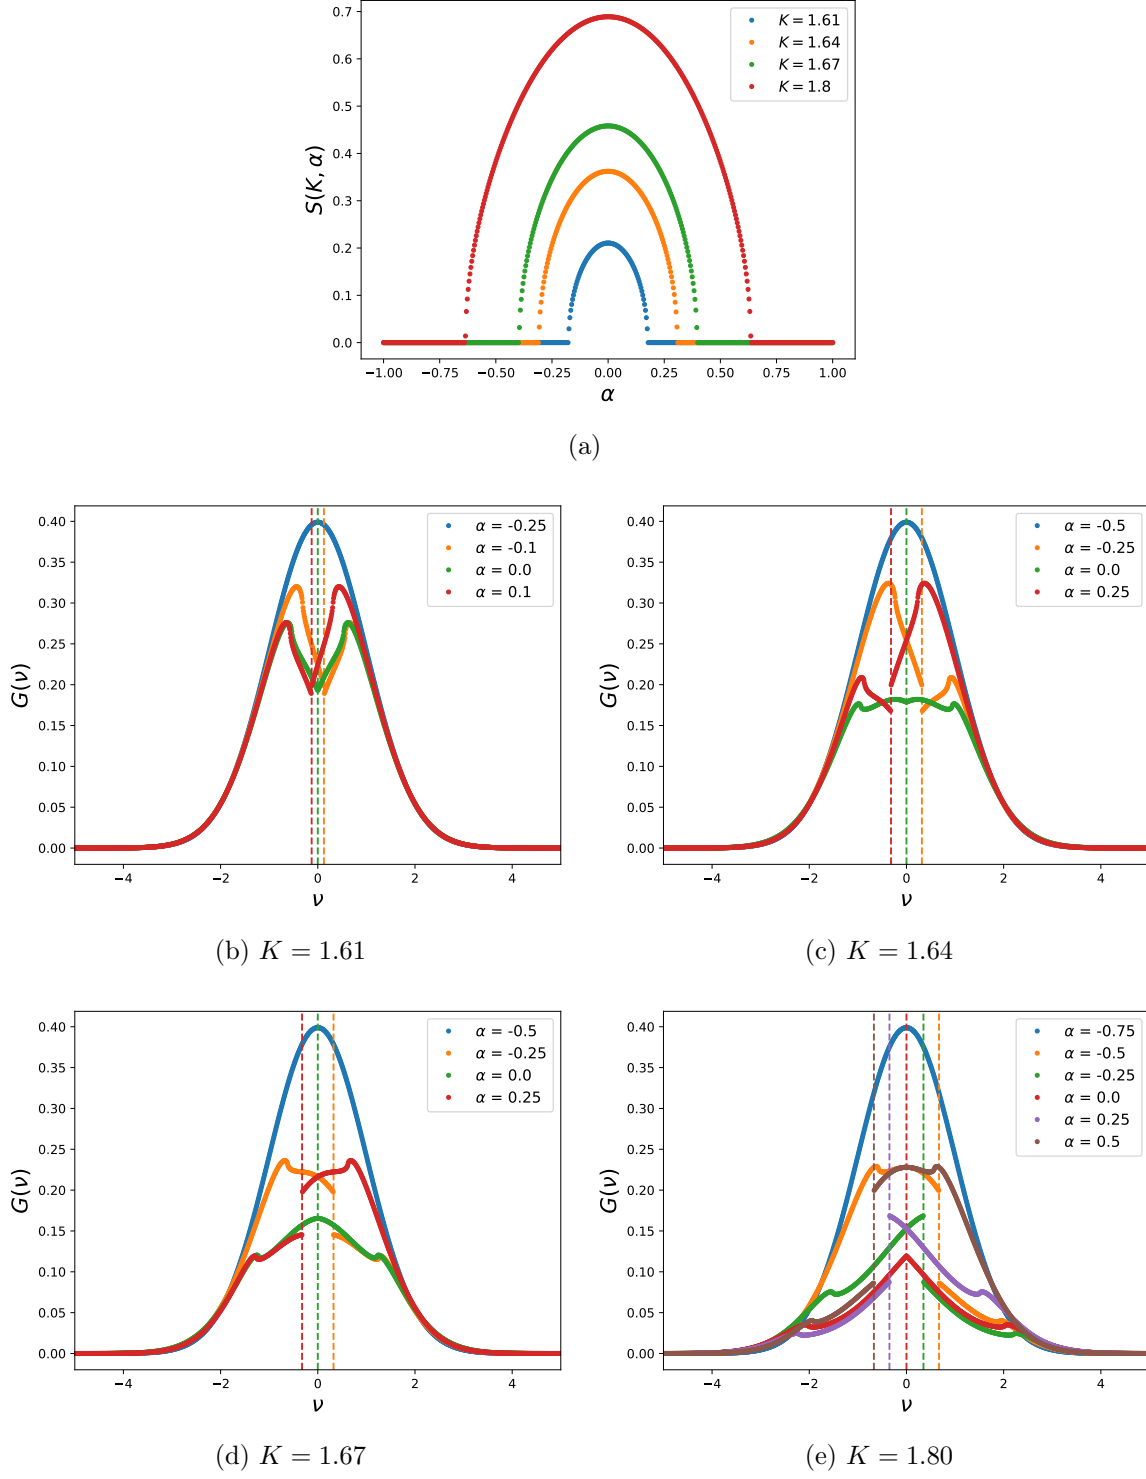 0.7
0.6
0.5
0.4
0.3
0.2
0.1
0.0
S(K, α)
K = 1.61
K = 1.64
K = 1.67
K = 1.8
−1.00 −0.75 −0.50 −0.25 0.00 0.25 0.50 0.75 1.00
α
(a)
0.40
0.35
0.30
0.25
0.20
0.15
0.10
0.05
0.00
G(ν)
α = -0.25
α = -0.1
α = 0.0
α = 0.1
−4 −2 0 2 4
ν
(b) K = 1.61
0.40
0.35
0.30
0.25
0.20
0.15
0.10
0.05
0.00
G(ν)
α = -0.5
α = -0.25
α = 0.0
α = 0.25
−4 −2 0 2 4
ν
(c) K = 1.64
0.40
0.35
0.30
0.25
0.20
0.15
0.10
0.05
0.00
G(ν)
α = -0.5
α = -0.25
α = 0.0
α = 0.25
−4 −2 0 2 4
ν
(d) K = 1.67
0.40
0.35
0.30
0.25
0.20
0.15
0.10
0.05
0.00
G(ν)
α = -0.75
α = -0.5
α = -0.25
α = 0.0
α = 0.25
α = 0.5
−4 −2 0 2 4
ν
(e) K = 1.80